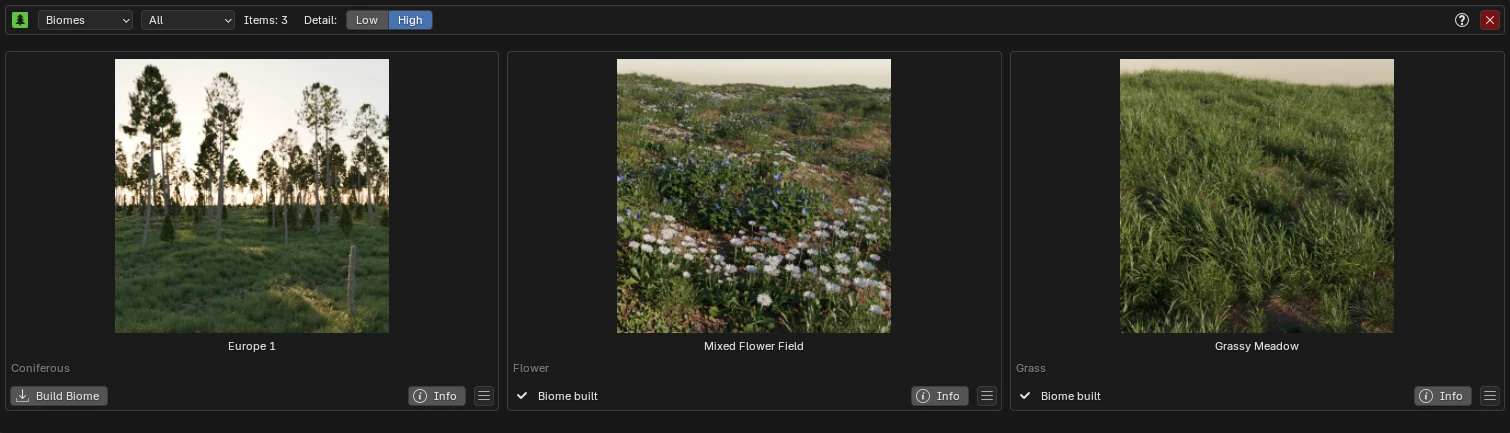 Biomes All Items: 3 Detail: Low High
Europe 1
Coniferous
Build Biome Info
Mixed Flower Field
Flower
Biome built Info
Grassy Meadow
Grass
Biome built Info